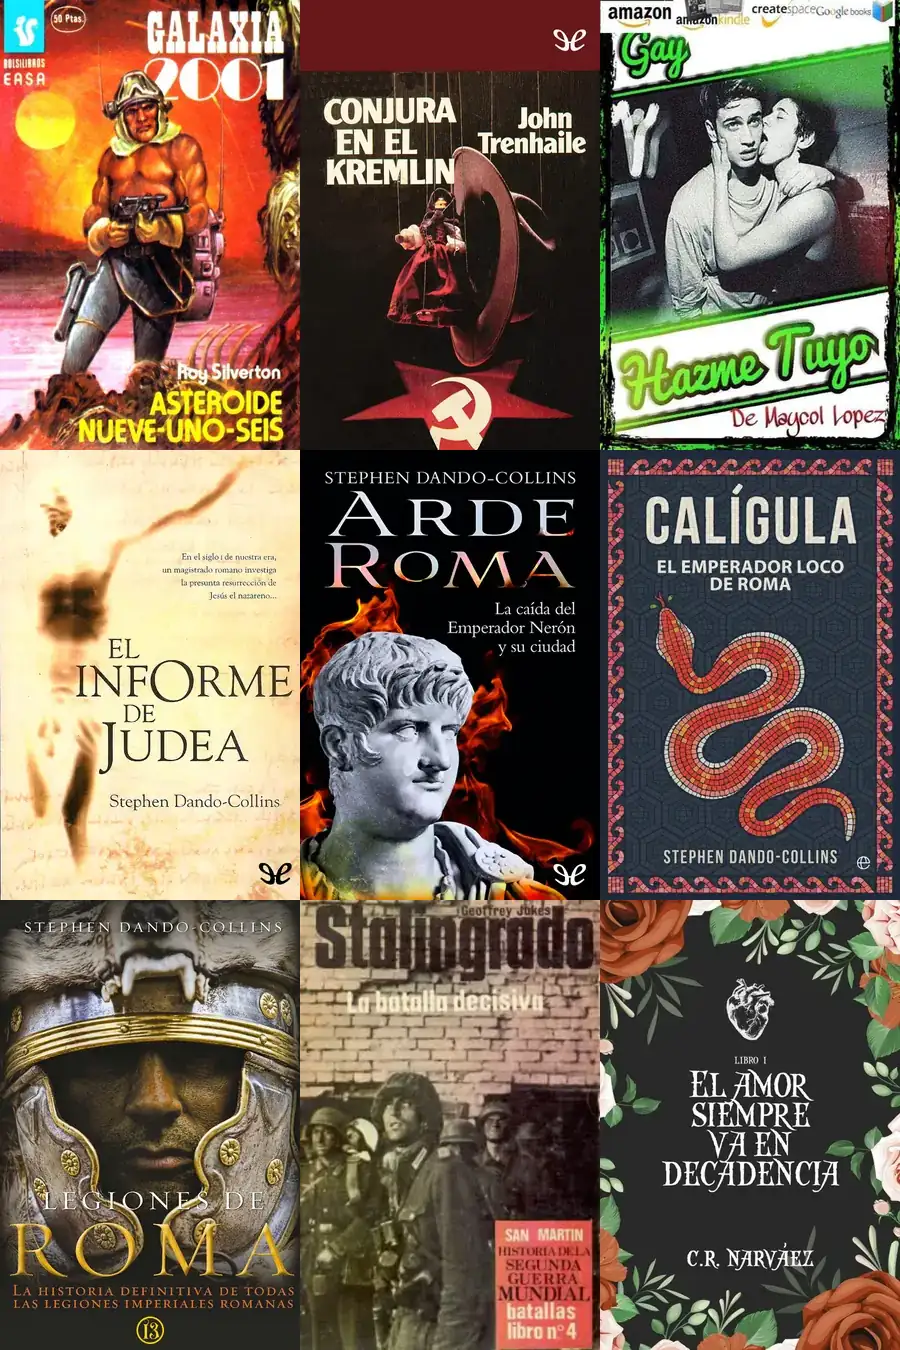 50 Ptas.
BOLSILIBROS
EASA
GALAXIA
2001
Roy Silverton
ASTEROIDE
NUEVE-UNO-SEIS
CONJURA
EN EL
KREMLIN
John
Trenhaile
amazon
amazonkindle
createspace
Google books
Gay
Hazme Tuyo
De Maycol Lopez
En el siglo I de nuestra era,
un magistrado romano investiga
la presunta resurrección de
Jesús el nazareno...
EL
INFORME
DE
JUDEA
Stephen Dando-Collins
STEPHEN DANDO-COLLINS
ARDE
ROMA
La caída del
Emperador Nerón
y su ciudad
CALÍGULA
EL EMPERADOR LOCO
DE ROMA
STEPHEN DANDO-COLLINS
e
STEPHEN DANDO-COLLINS
LEGIONES DE
ROMA
LA HISTORIA DEFINITIVA DE TODAS
LAS LEGIONES IMPERIALES ROMANAS
13
Geoffrey Jukes
Stalingrado
La batalla decisiva
SAN MARTIN
HISTORIA DE LA
SEGUNDA
GUERRA
MUNDIAL
batallas
libro nº 4
LIBRO I
EL AMOR
SIEMPRE
VA EN
DECADENCIA
C.R. NARVÁEZ